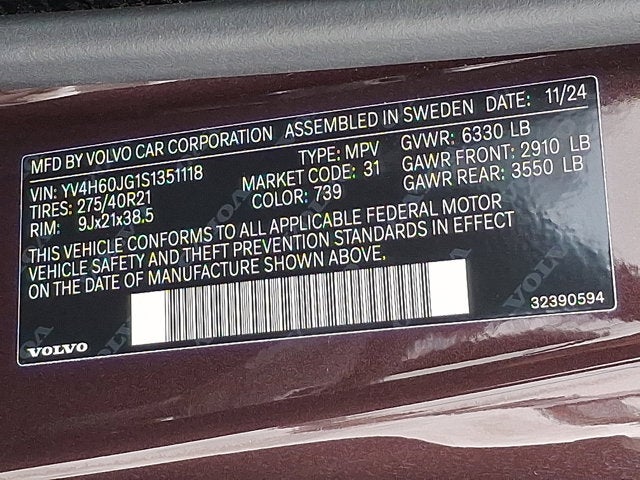 MFD BY VOLVO CAR CORPORATION ASSEMBLED IN SWEDEN DATE: 11/24
VIN: YV4H60JG1S1351118 TYPE: MPV GVWR: 6330 LB
TIRES: 275/40R21 MARKET CODE: 31 GAWR FRONT: 2910 LB
RIM: 9Jx21x38.5 COLOR: 739 GAWR REAR: 3550 LB
THIS VEHICLE CONFORMS TO ALL APPLICABLE FEDERAL MOTOR
VEHICLE SAFETY AND THEFT PREVENTION STANDARDS IN EFFECT
ON THE DATE OF MANUFACTURE SHOWN ABOVE.
VOLVO 32390594